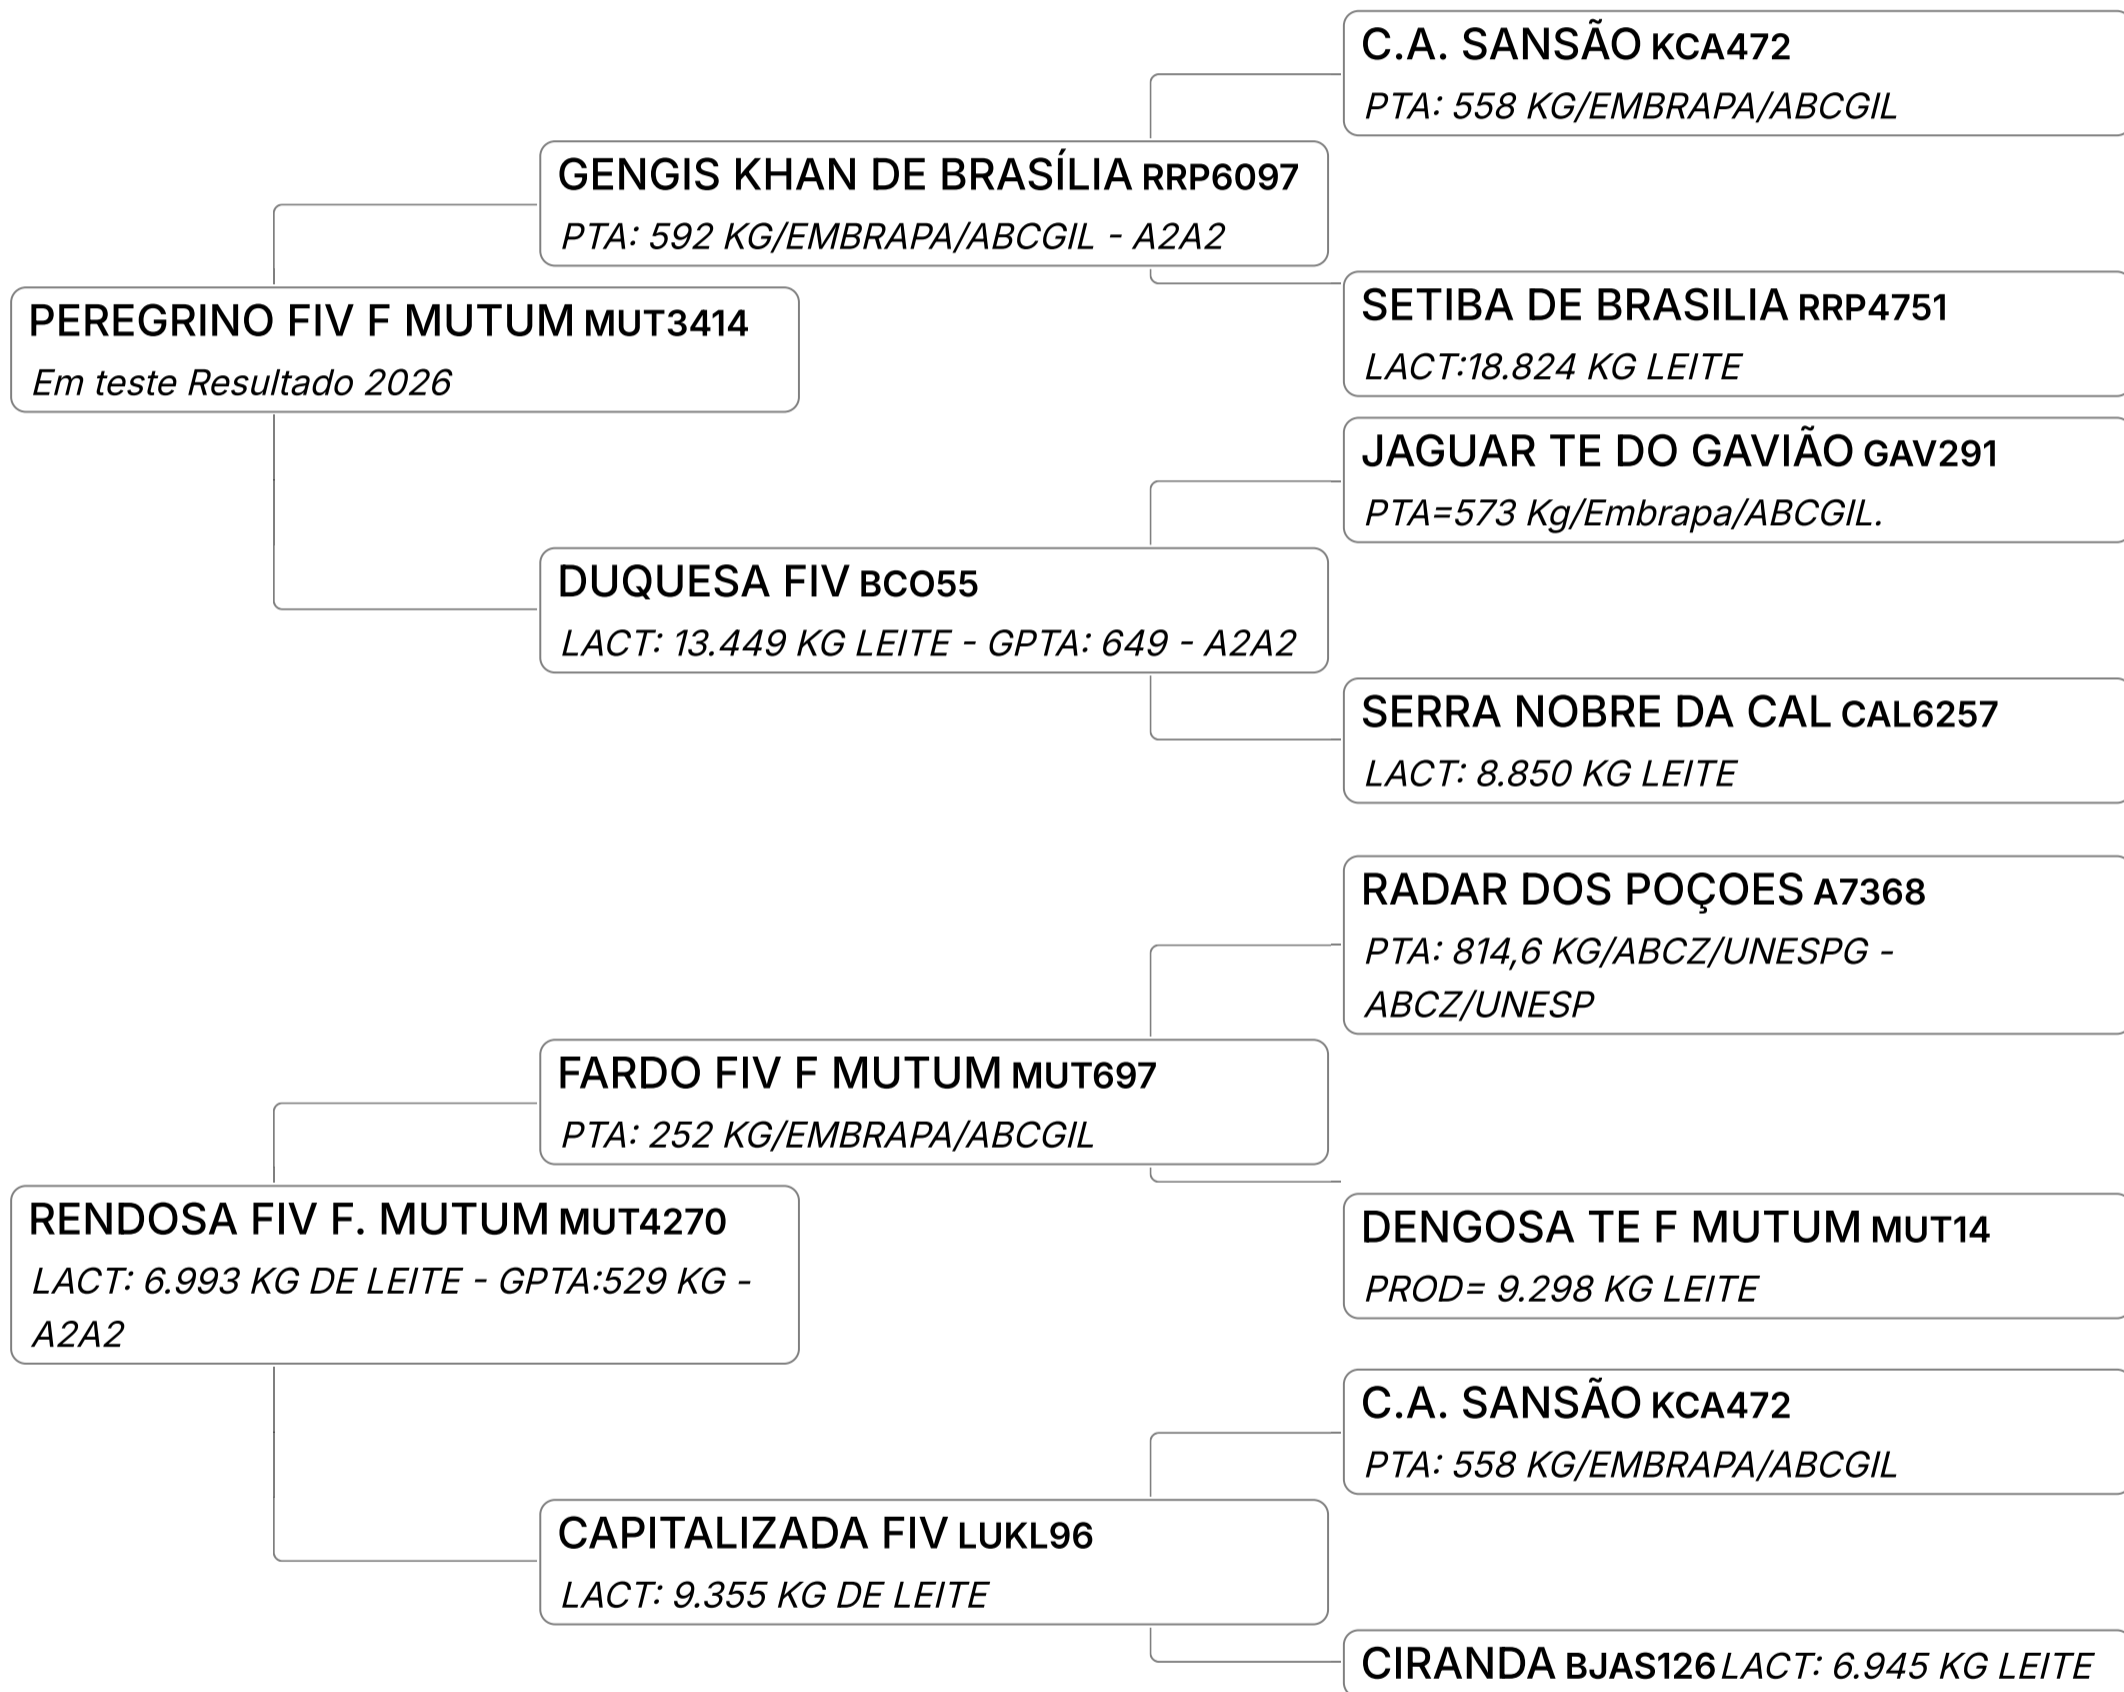 C.A. SANSÃO KCA472
PTA: 558 KG/EMBRAPA/ABCGIL
GENGIS KHAN DE BRASÍLIA RRP6097
PTA: 592 KG/EMBRAPA/ABCGIL - A2A2
SETIBA DE BRASILIA RRP4751
LACT:18.824 KG LEITE
PEREGRINO FIV F MUTUM MUT3414
Em teste Resultado 2026
JAGUAR TE DO GAVIÃO GAV291
PTA=573 Kg/Embrapa/ABCGIL.
DUQUESA FIV BCO55
LACT: 13.449 KG LEITE - GPTA: 649 - A2A2
SERRA NOBRE DA CAL CAL6257
LACT: 8.850 KG LEITE
RADAR DOS POÇOES A7368
PTA: 814,6 KG/ABCZ/UNESPG -
ABCZ/UNESP
FARDO FIV F MUTUM MUT697
PTA: 252 KG/EMBRAPA/ABCGIL
DENGOSA TE F MUTUM MUT14
PROD= 9.298 KG LEITE
RENDOSA FIV F. MUTUM MUT4270
LACT: 6.993 KG DE LEITE - GPTA:529 KG -
A2A2
C.A. SANSÃO KCA472
PTA: 558 KG/EMBRAPA/ABCGIL
CAPITALIZADA FIV LUKL96
LACT: 9.355 KG DE LEITE
CIRANDA BJAS126 LACT: 6.945 KG LEITE